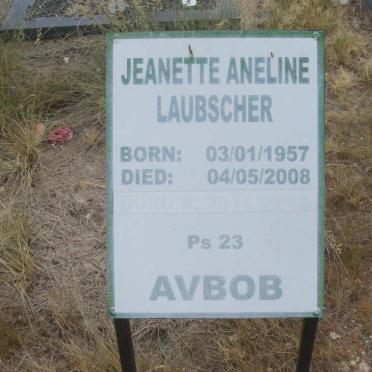 JEANETTE ANELINE
LAUBSCHER
BORN: 03/01/1957
DIED: 04/05/2008
Ps 23
AVBOB